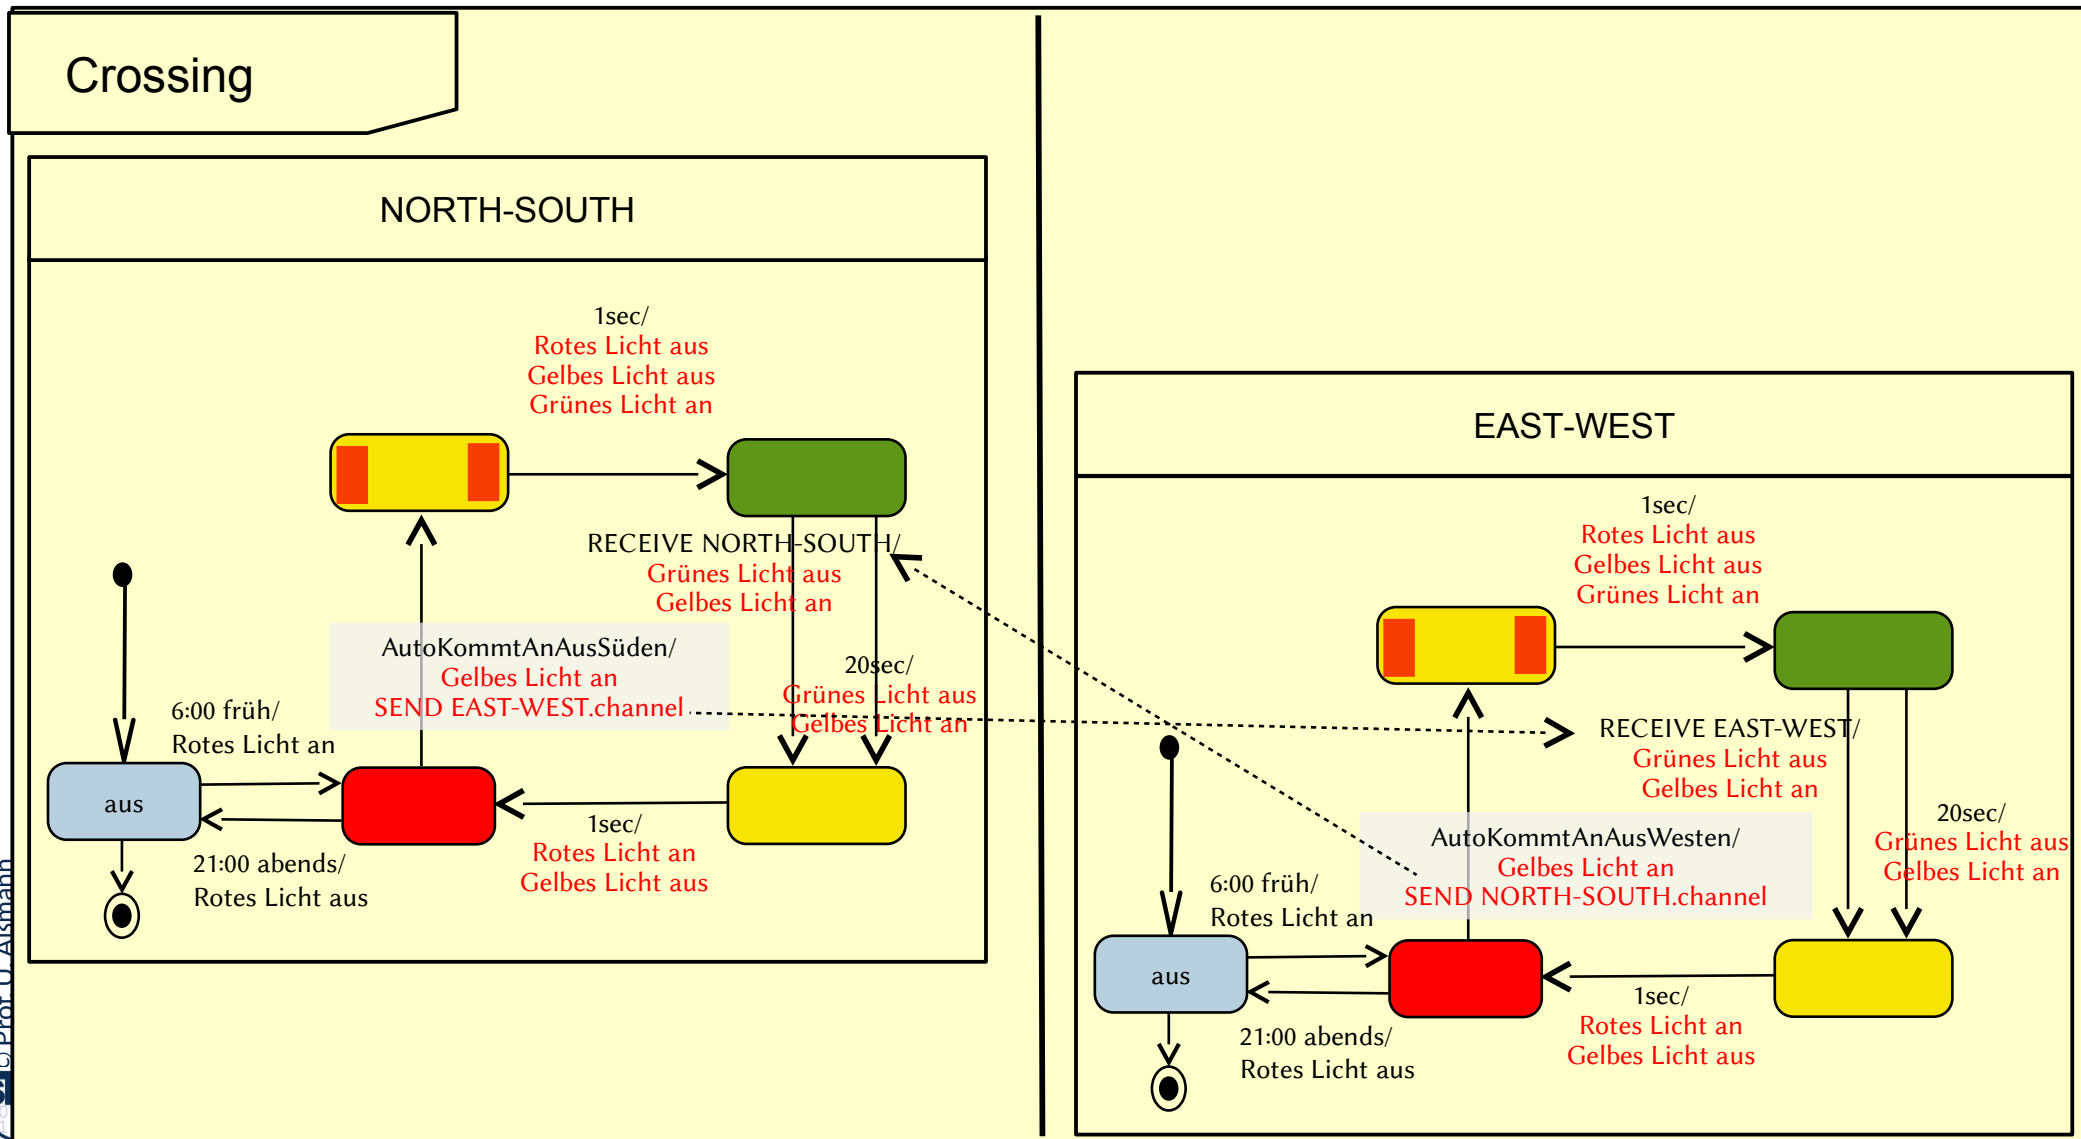 Crossing
NORTH-SOUTH
1sec/
Rotes Licht aus
Gelbes Licht aus
Grünes Licht an
RECEIVE NORTH-SOUTH/
Grünes Licht aus
Gelbes Licht an
AutoKommtAnAusSüden/
Gelbes Licht an
SEND EAST-WEST.channel
20sec/
Grünes Licht aus
Gelbes Licht an
6:00 früh/
Rotes Licht an
aus
21:00 abends/
Rotes Licht aus
1sec/
Rotes Licht an
Gelbes Licht aus
EAST-WEST
1sec/
Rotes Licht aus
Gelbes Licht aus
Grünes Licht an
RECEIVE EAST-WEST/
Grünes Licht aus
Gelbes Licht an
AutoKommtAnAusWesten/
Gelbes Licht an
SEND NORTH-SOUTH.channel
20sec/
Grünes Licht aus
Gelbes Licht an
6:00 früh/
Rotes Licht an
aus
21:00 abends/
Rotes Licht aus
1sec/
Rotes Licht an
Gelbes Licht aus
Prof. U. Aßmann